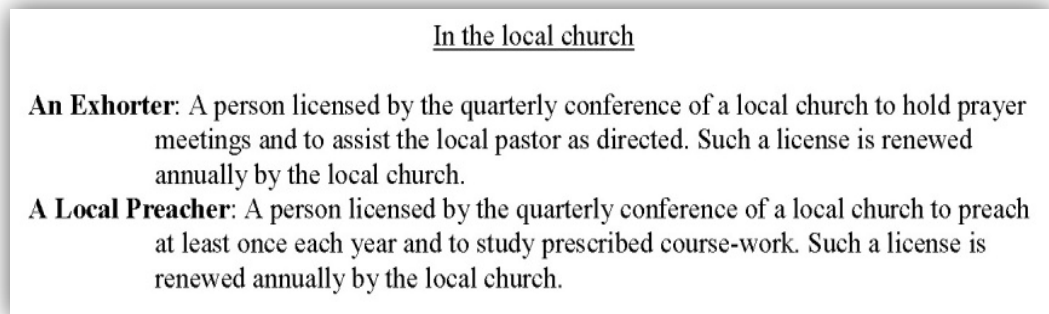 In the local church
An Exhorter: A person licensed by the quarterly conference of a local church to hold prayer
meetings and to assist the local pastor as directed. Such a license is renewed
annually by the local church.
A Local Preacher: A person licensed by the quarterly conference of a local church to preach
at least once each year and to study prescribed course-work. Such a license is
renewed annually by the local church.